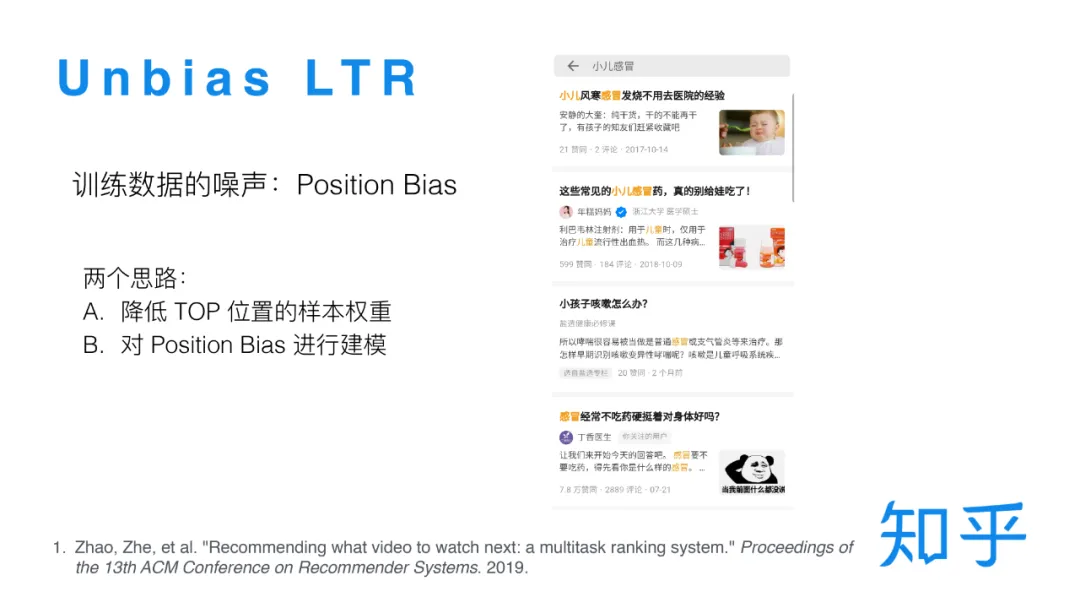 Unbias LTR
训练数据的噪声：Position Bias
两个思路：
A. 降低 TOP 位置的样本权重
B. 对 Position Bias 进行建模
小儿感冒
小儿风寒感冒发烧不用去医院的经验
安静的大奎：纯干货，干的不能再干
了，有孩子的知友们赶紧收藏吧
21 赞同 · 2 评论 · 2017-10-14
这些常见的小儿感冒药，真的别给娃吃了！
年糕妈妈 浙江大学 医学硕士
利巴韦林注射剂：用于儿童时，仅用于
治疗儿童流行性出血热。 而这几种病...
599 赞同 · 184 评论 · 2018-10-09
小孩子咳嗽怎么办？
盐选健康必修课
所以哮喘很容易被当做是普通感冒或支气管炎等来治疗。那
怎样早期识别咳嗽变异性哮喘呢？咳嗽是儿童呼吸系统疾...
20 赞同 · 2 个月前
感冒经常不吃药硬挺着对身体好吗？
丁香医生 你关注的用户
让我们来开始今天的回答吧。 感冒要不
要吃药，得先看你是什么样的感冒。 ...
7.8 万赞同 · 2889 评论 · 07-21
当我前面什么都没讲
知乎
1. Zhao, Zhe, et al. "Recommending what video to watch next: a multitask ranking system." Proceedings of
the 13th ACM Conference on Recommender Systems. 2019.